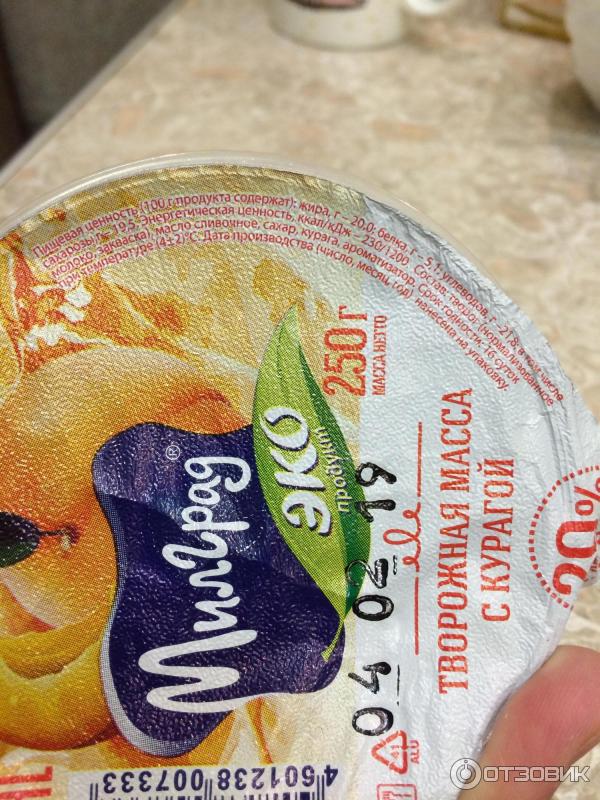 Пищевая ценность (100 г продукта содержат): жира, г – 20,0; белка, г – 5,1; углеводов, г – 21,8, в том числе
сахарозы, г – 19,5. Энергетическая ценность, ккал/кДж – 230/1200. Состав: творог (нормализованное
молоко, закваска), масло сливочное, сахар, курага, ароматизатор. Срок годности: 16 суток
при температуре (4±2)°С. Дата производства (число, месяц, год) нанесена на упаковку.
Милград®
ЭКО
продукт
250 г
МАССА НЕТТО
04 02 19
ТВОРОЖНАЯ МАССА
С КУРАГОЙ
20%
41
ALU
4 601238 007333
ОТЗОВИК